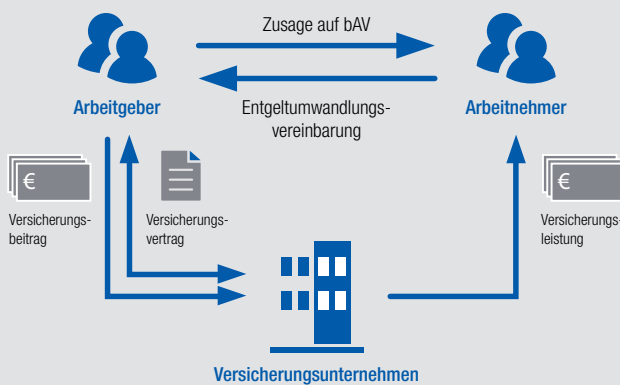 Zusage auf bAV
Arbeitgeber
Entgeltumwandlungs-
vereinbarung
Arbeitnehmer
€
Versicherungs-
beitrag
Versicherungs-
vertrag
€
Versicherungs-
leistung
Versicherungsunternehmen